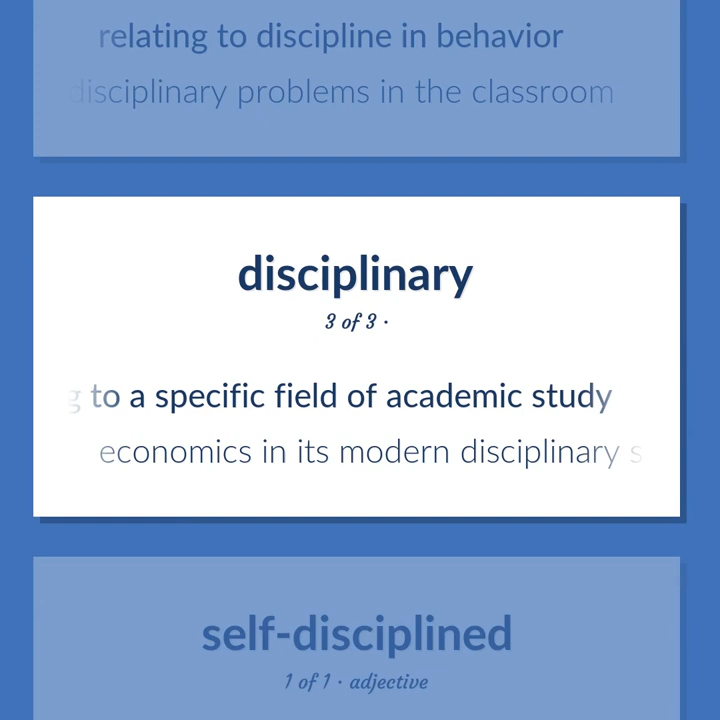 relating to discipline in behavior
disciplinary problems in the classroom
disciplinary
3 of 3 ·
to a specific field of academic study
economics in its modern disciplinary
self-disciplined
1 of 1 · adjective